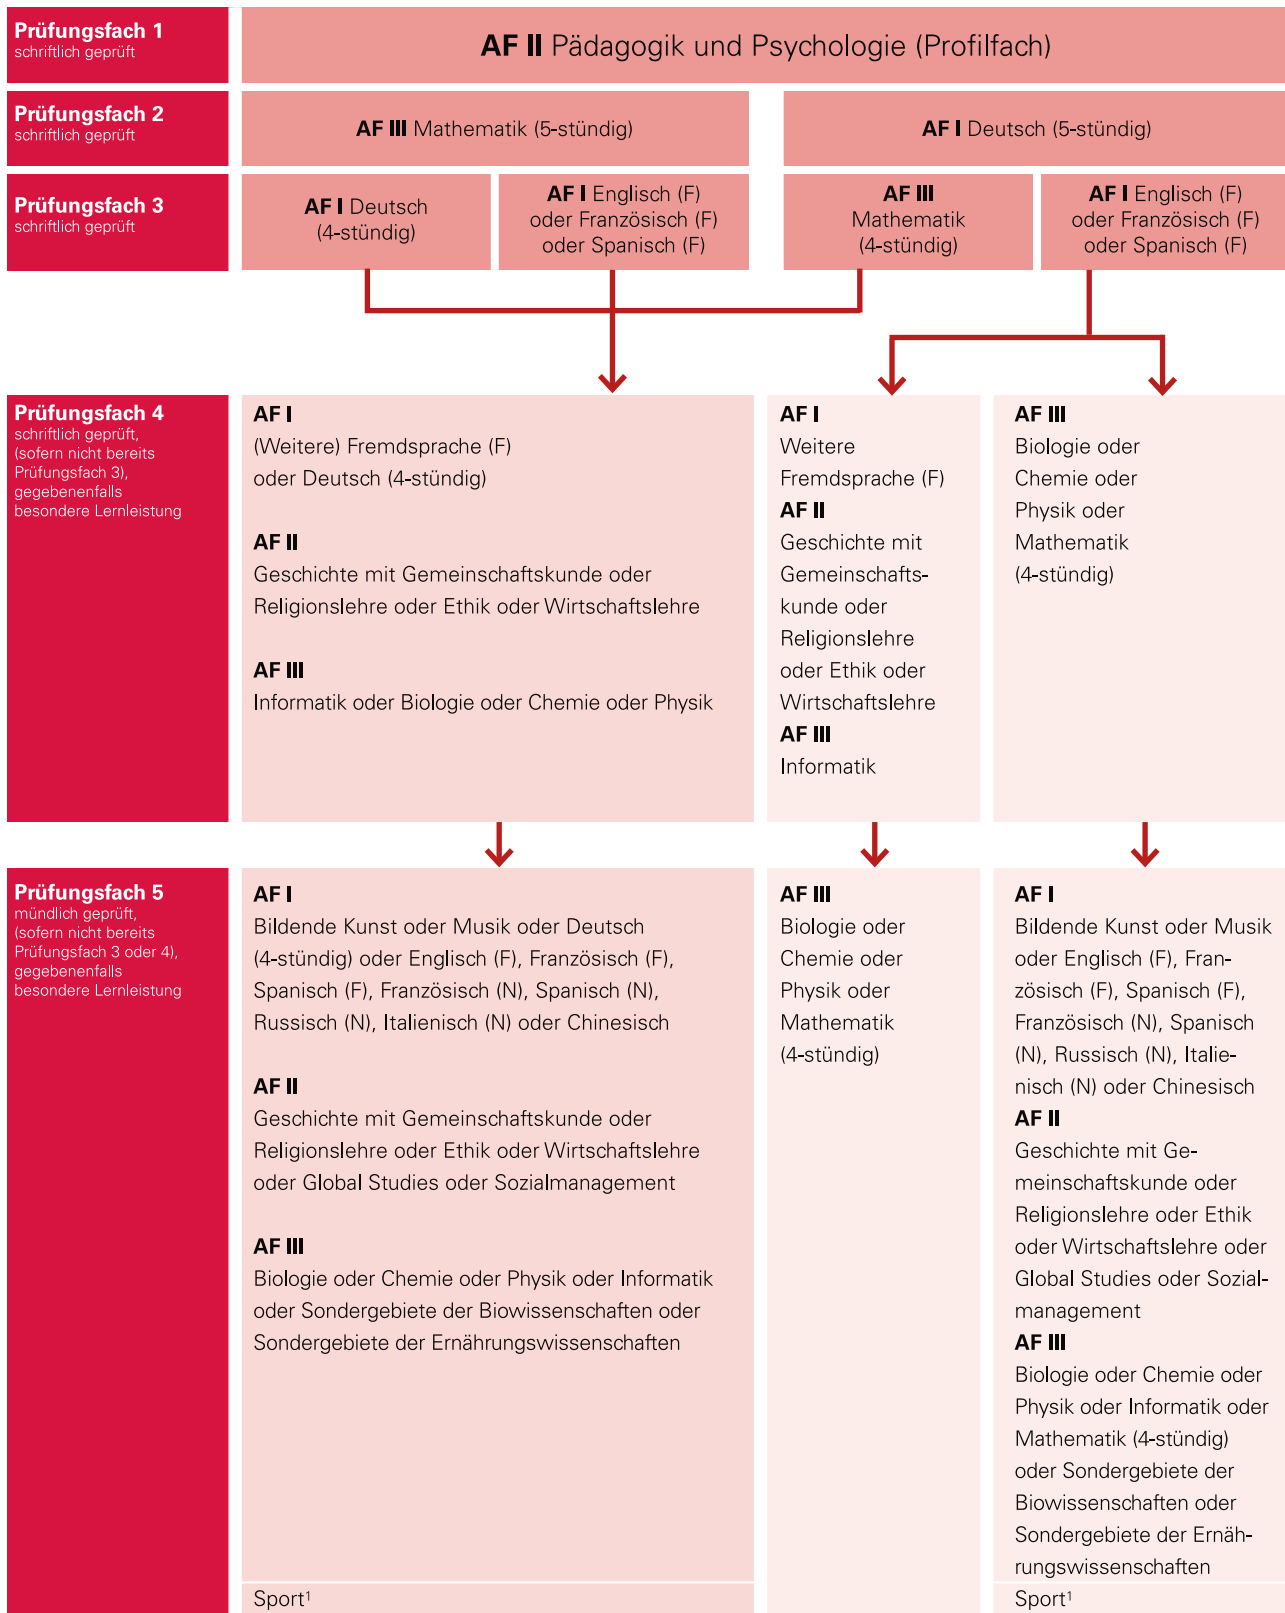 Prüfungsfach 1
schriftlich geprüft
AF II Pädagogik und Psychologie (Profilfach)
Prüfungsfach 2
schriftlich geprüft
AF III Mathematik (5-stündig)
AF I Deutsch (5-stündig)
Prüfungsfach 3
schriftlich geprüft
AF I Deutsch
(4-stündig)
AF I Englisch (F)
oder Französisch (F)
oder Spanisch (F)
AF III
Mathematik
(4-stündig)
AF I Englisch (F)
oder Französisch (F)
oder Spanisch (F)
Prüfungsfach 4
schriftlich geprüft,
(sofern nicht bereits
Prüfungsfach 3),
gegebenenfalls
besondere Lernleistung
AF I
(Weitere) Fremdsprache (F)
oder Deutsch (4-stündig)
AF II
Geschichte mit Gemeinschaftskunde oder
Religionslehre oder Ethik oder Wirtschaftslehre
AF III
Informatik oder Biologie oder Chemie oder Physik
AF I
Weitere
Fremdsprache (F)
AF II
Geschichte mit
Gemeinschafts-
kunde oder
Religionslehre
oder Ethik oder
Wirtschaftslehre
AF III
Informatik
AF III
Biologie oder
Chemie oder
Physik oder
Mathematik
(4-stündig)
Prüfungsfach 5
mündlich geprüft,
(sofern nicht bereits
Prüfungsfach 3 oder 4),
gegebenenfalls
besondere Lernleistung
AF I
Bildende Kunst oder Musik oder Deutsch
(4-stündig) oder Englisch (F), Französisch (F),
Spanisch (F), Französisch (N), Spanisch (N),
Russisch (N), Italienisch (N) oder Chinesisch
AF II
Geschichte mit Gemeinschaftskunde oder
Religionslehre oder Ethik oder Wirtschaftslehre
oder Global Studies oder Sozialmanagement
AF III
Biologie oder Chemie oder Physik oder Informatik
oder Sondergebiete der Biowissenschaften oder
Sondergebiete der Ernährungswissenschaften
Sport¹
AF III
Biologie oder
Chemie oder
Physik oder
Mathematik
(4-stündig)
AF I
Bildende Kunst oder Musik
oder Englisch (F), Fran-
zösisch (F), Spanisch (F),
Französisch (N), Spanisch
(N), Russisch (N), Italie-
nisch (N) oder Chinesisch
AF II
Geschichte mit Ge-
meinschaftskunde oder
Religionslehre oder Ethik
oder Wirtschaftslehre oder
Global Studies oder Sozial-
management
AF III
Biologie oder Chemie oder
Physik oder Informatik oder
Mathematik (4-stündig)
oder Sondergebiete der
Biowissenschaften oder
Sondergebiete der Ernäh-
rungswissenschaften
Sport¹